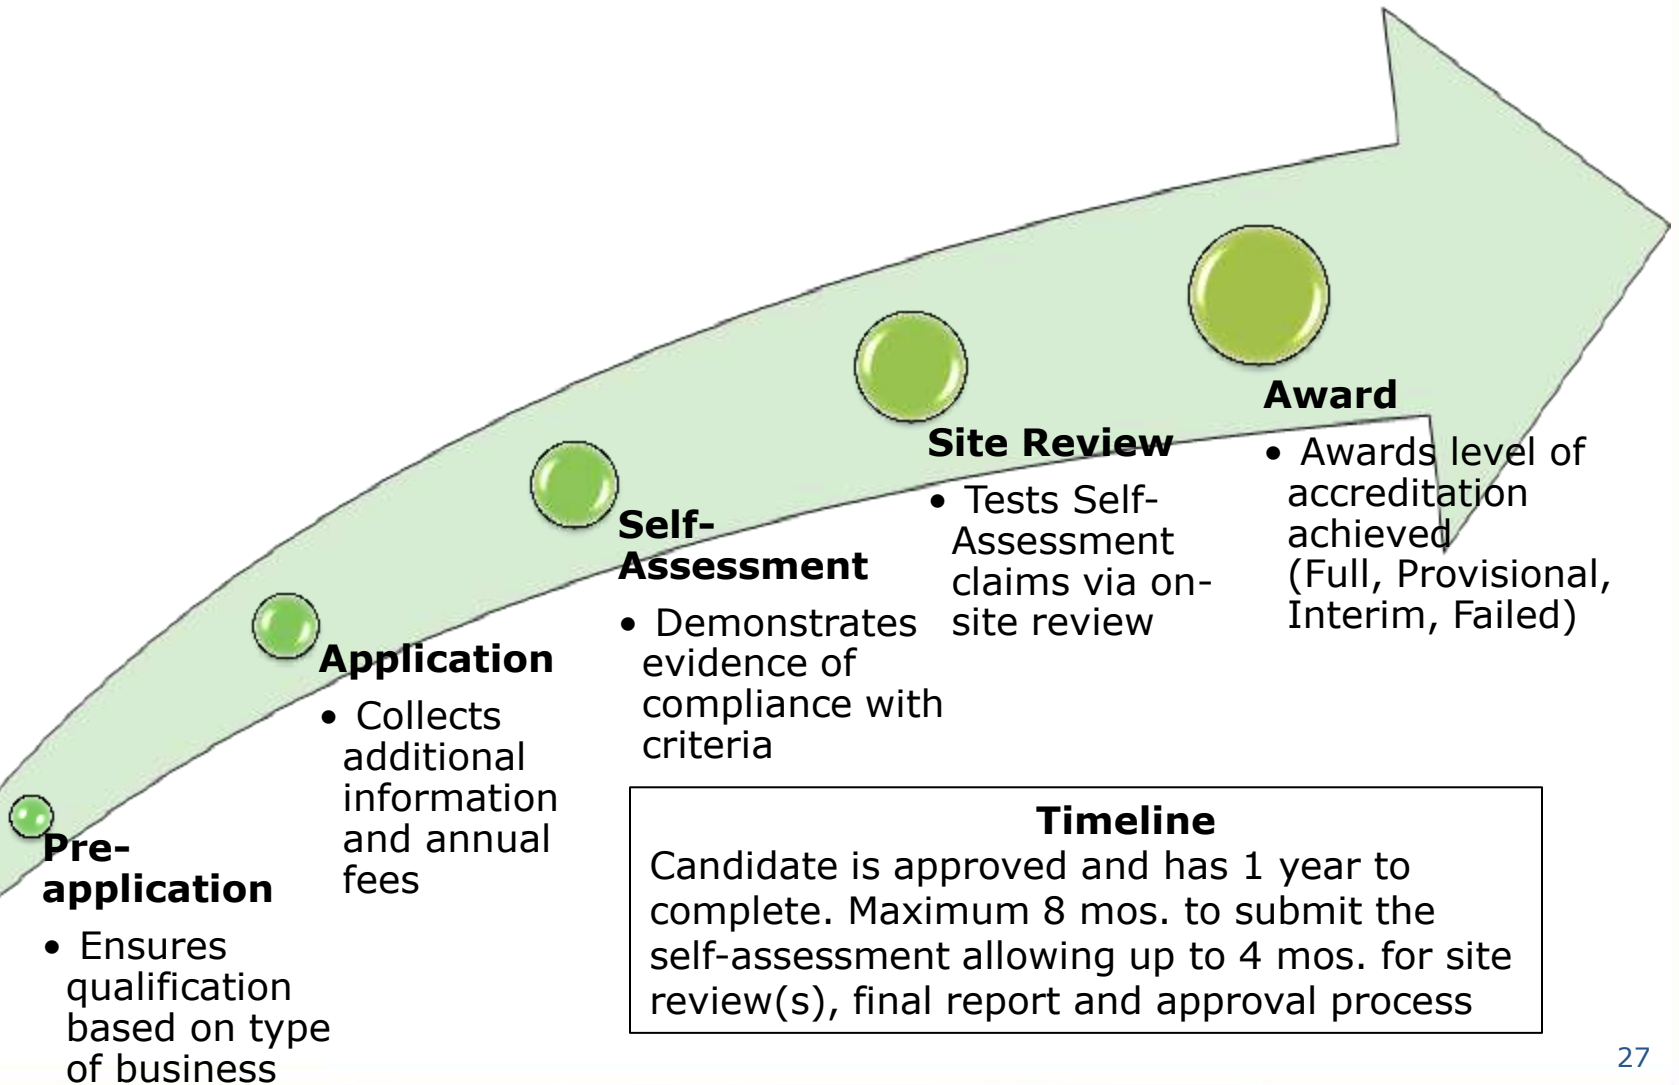 Pre-
application
• Ensures
qualification
based on type
of business
Application
• Collects
additional
information
and annual
fees
Self-
Assessment
• Demonstrates
evidence of
compliance with
criteria
Site Review
• Tests Self-
Assessment
claims via on-
site review
Award
• Awards level of
accreditation
achieved
(Full, Provisional,
Interim, Failed)
Timeline
Candidate is approved and has 1 year to
complete. Maximum 8 mos. to submit the
self-assessment allowing up to 4 mos. for site
review(s), final report and approval process
27